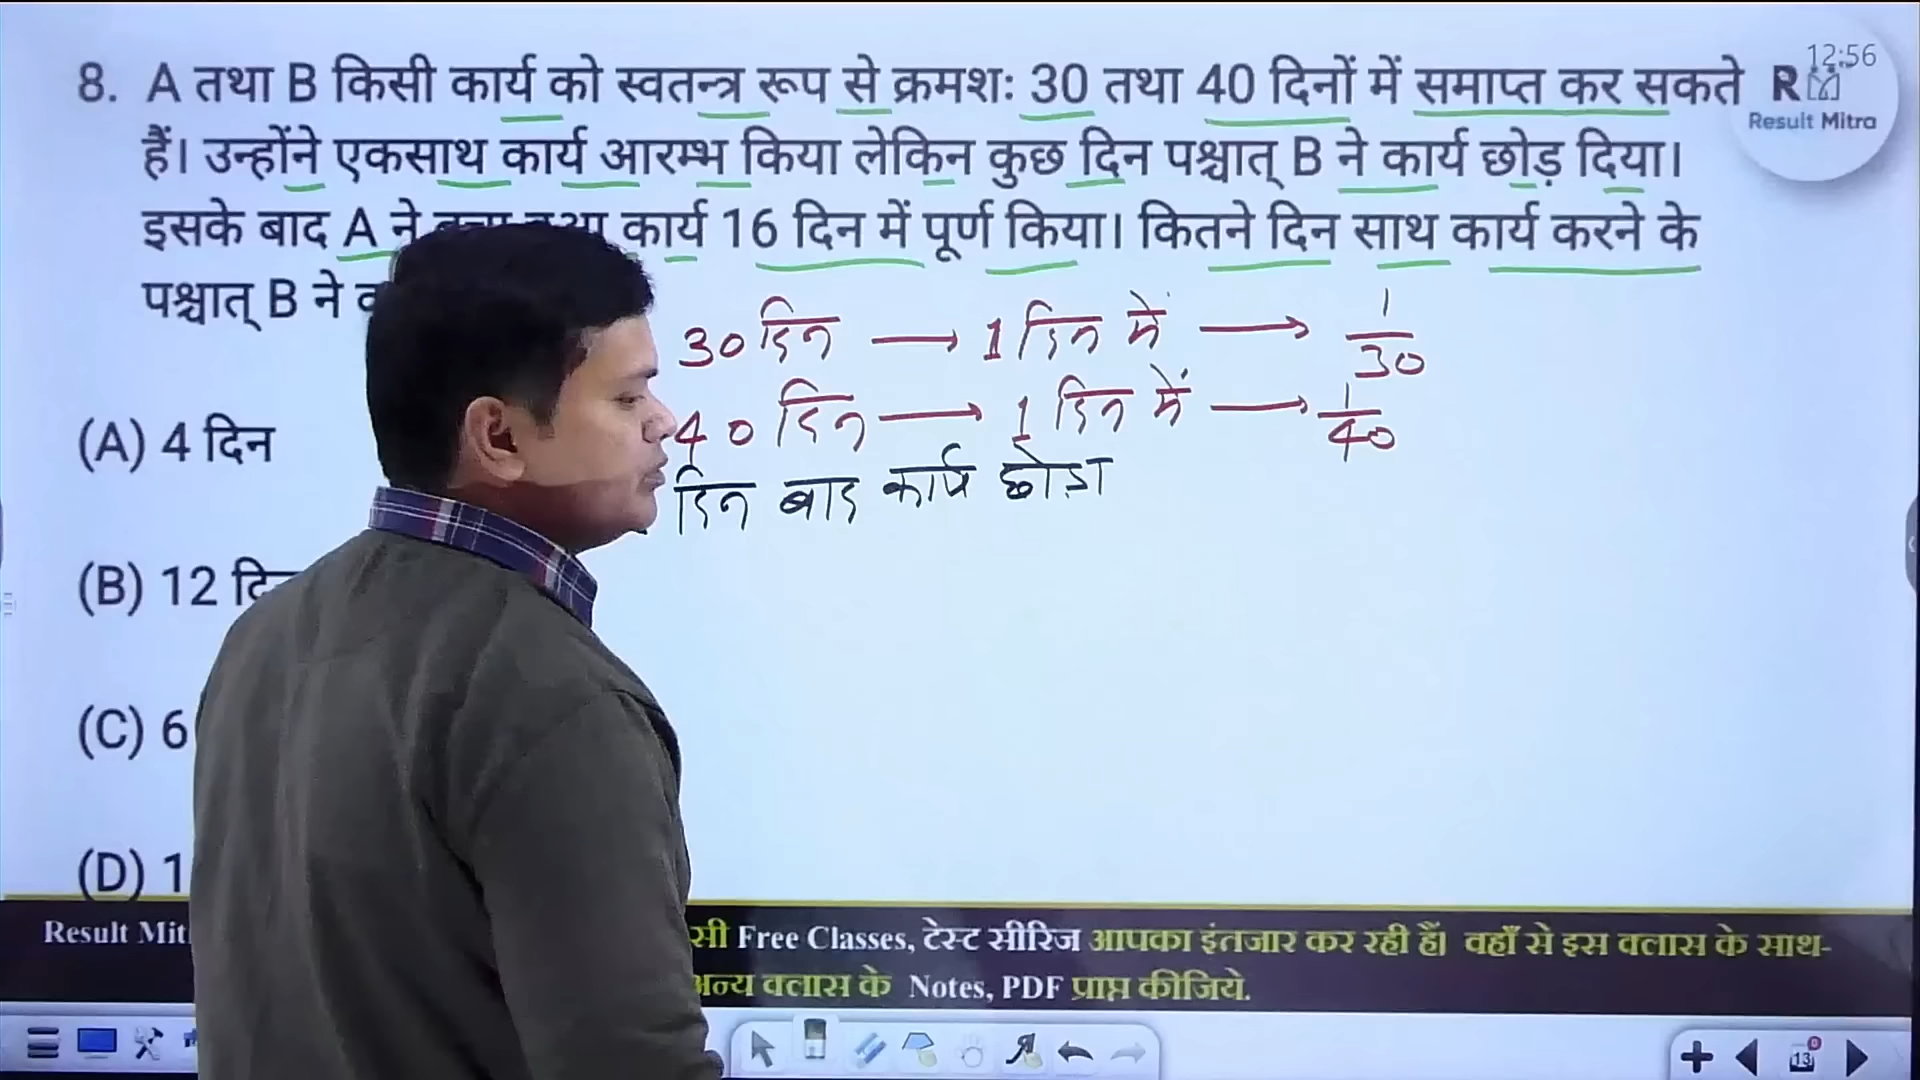 12:56
Result Mitra
8. A तथा B किसी कार्य को स्वतन्त्र रूप से क्रमशः 30 तथा 40 दिनों में समाप्त कर सकते
हैं। उन्होंने एकसाथ कार्य आरम्भ किया लेकिन कुछ दिन पश्चात् B ने कार्य छोड़ दिया।
इसके बाद A ने कार्य 16 दिन में पूर्ण किया। कितने दिन साथ कार्य करने के
पश्चात् B ने
30 दिन → 1 दिन में → 1/30
40 दिन → 1 दिन में → 1/40
दिन बाद कार्य छोड़ा
(A) 4 दिन
(B) 12
(C) 6
(D) 1
Result Free Classes, टेस्ट सीरिज आपका इंतजार कर रही हैं। वहाँ से इस क्लास के साथ-
क्लास के Notes, PDF प्राप्त कीजिये.
13